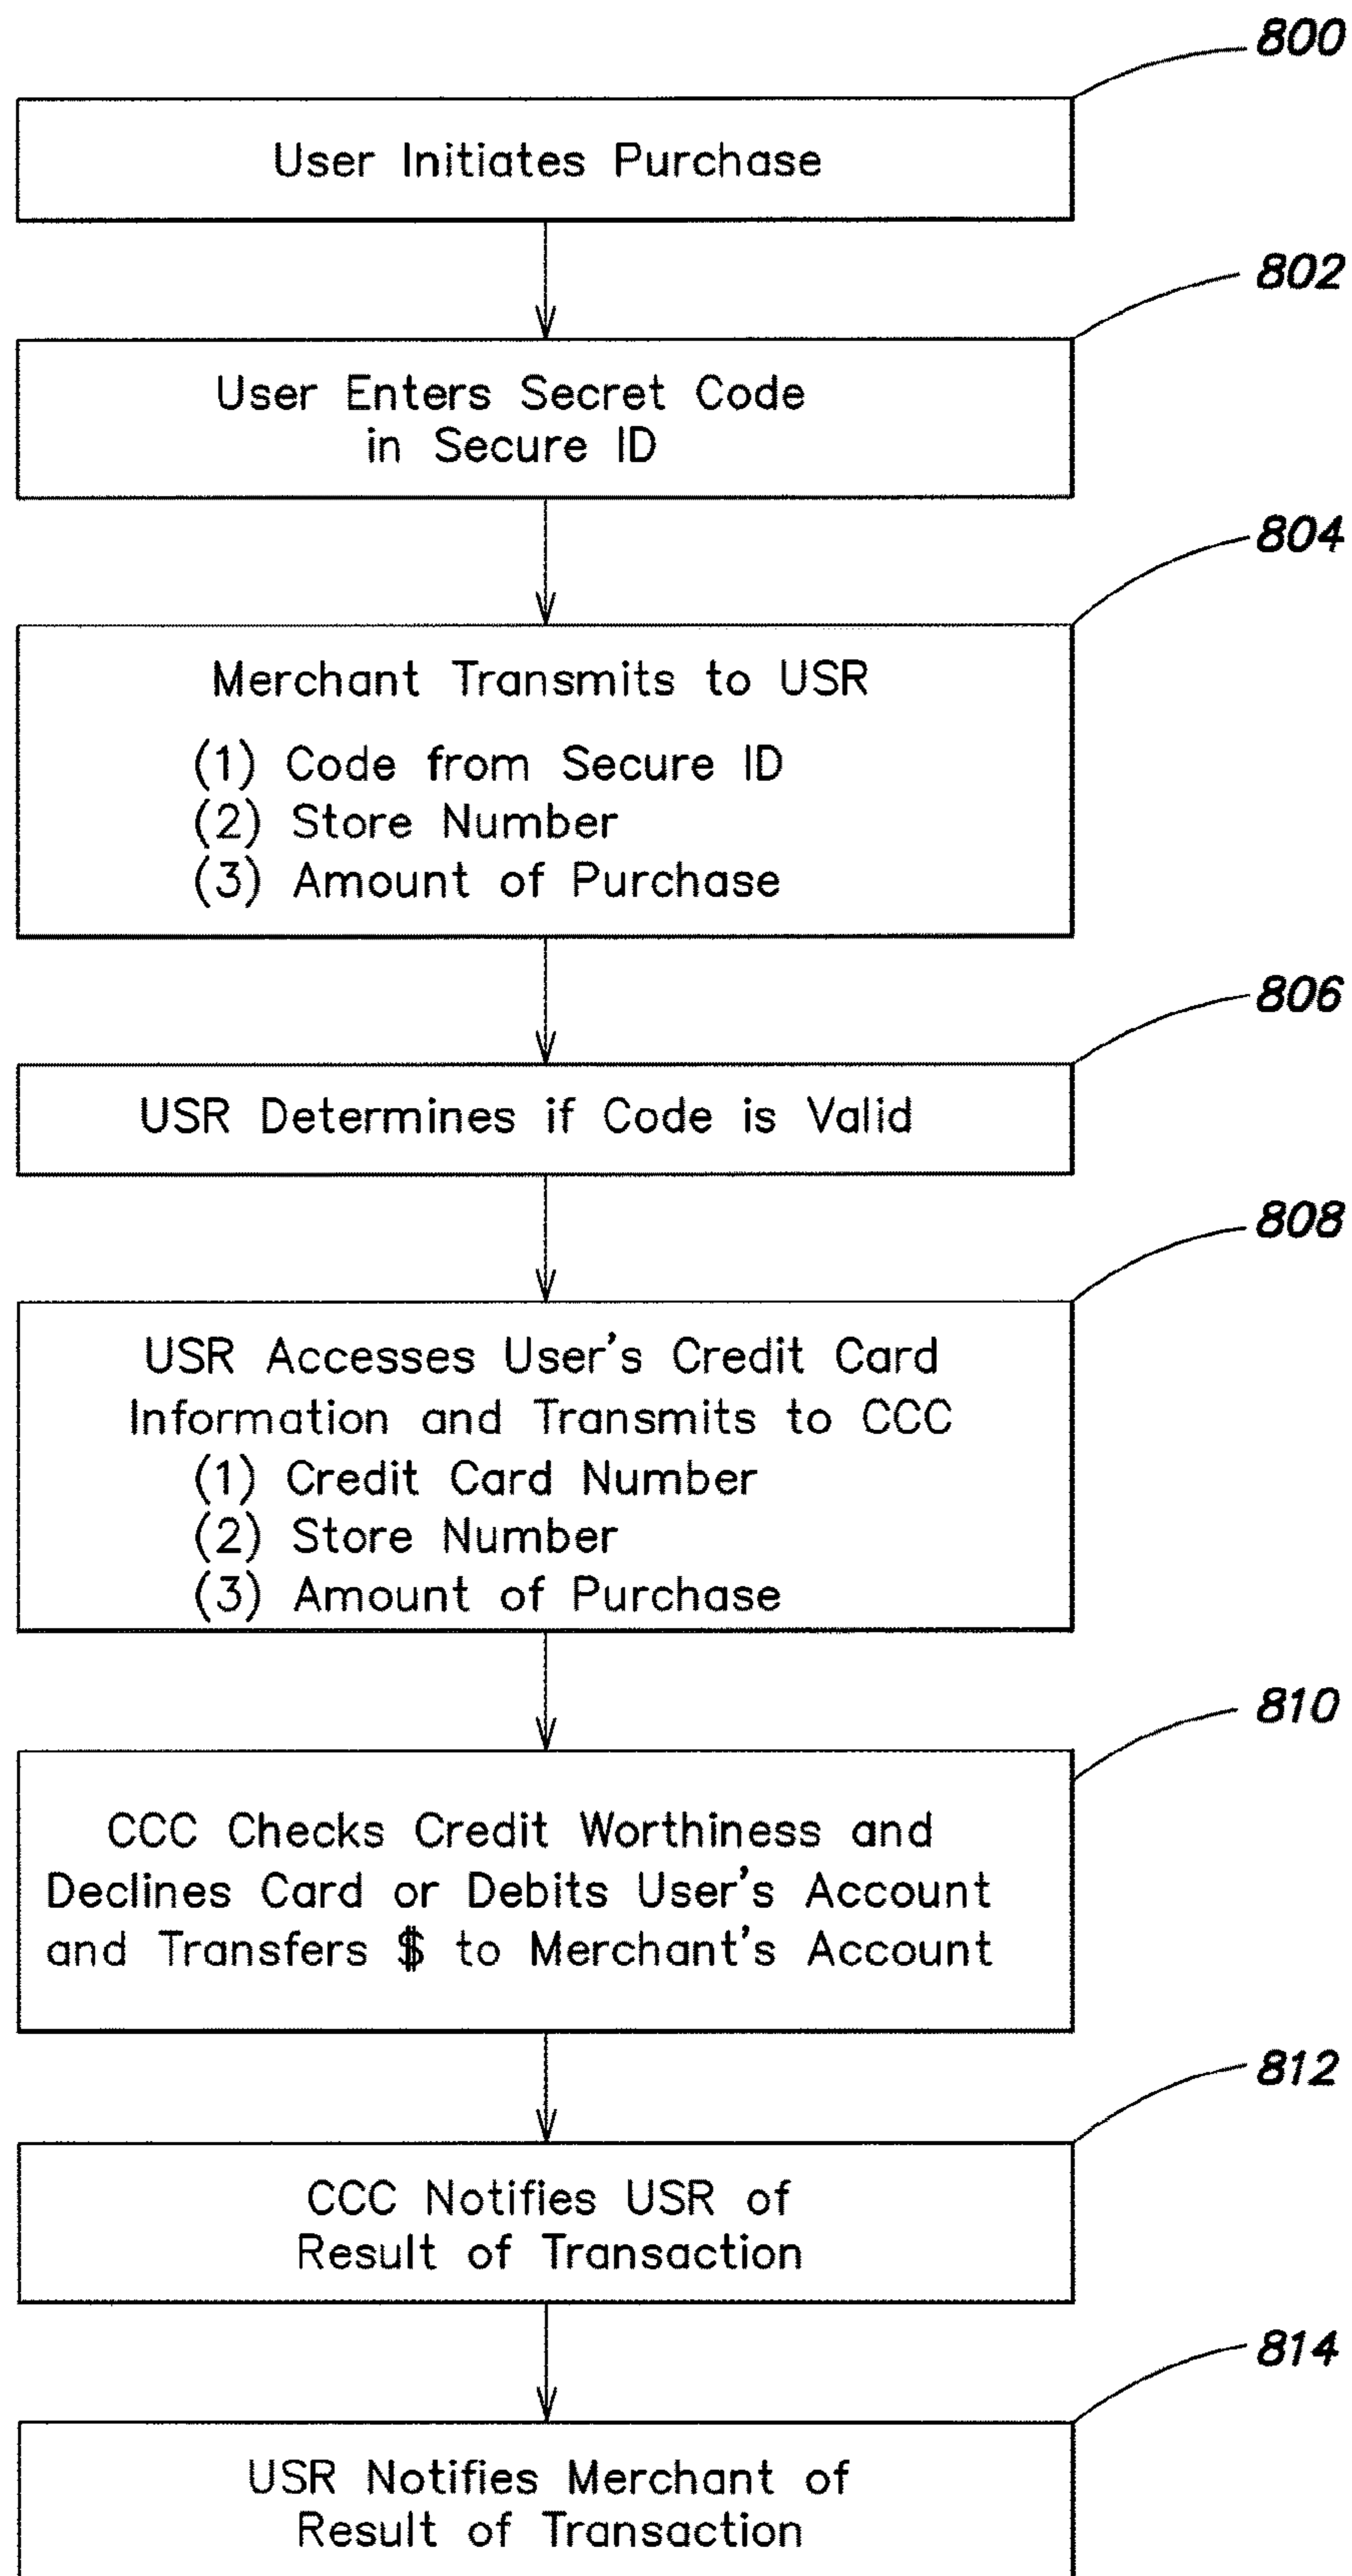 800
User Initiates Purchase
802
User Enters Secret Code
in Secure ID
804
Merchant Transmits to USR
(1) Code from Secure ID
(2) Store Number
(3) Amount of Purchase
806
USR Determines if Code is Valid
808
USR Accesses User's Credit Card
Information and Transmits to CCC
(1) Credit Card Number
(2) Store Number
(3) Amount of Purchase
810
CCC Checks Credit Worthiness and
Declines Card or Debits User's Account
and Transfers $ to Merchant's Account
812
CCC Notifies USR of
Result of Transaction
814
USR Notifies Merchant of
Result of Transaction